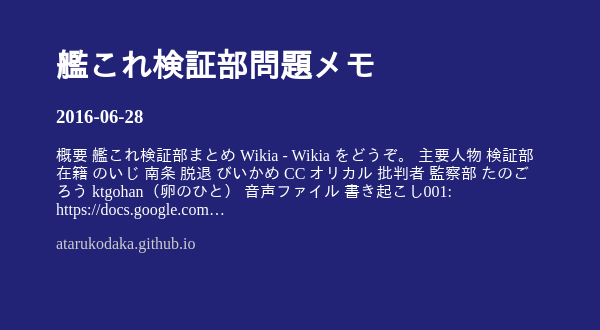 艦これ検証部問題メモ
2016-06-28
概要 艦これ検証部まとめ Wikia - Wikia をどうぞ。 主要人物 検証部
在籍 のいじ 南条 脱退 びいかめ CC オリカル 批判者 監察部 たのご
ろう ktgohan（卵のひと） 音声ファイル 書き起こし001:
https://docs.google.com…
atarukodaka.github.io